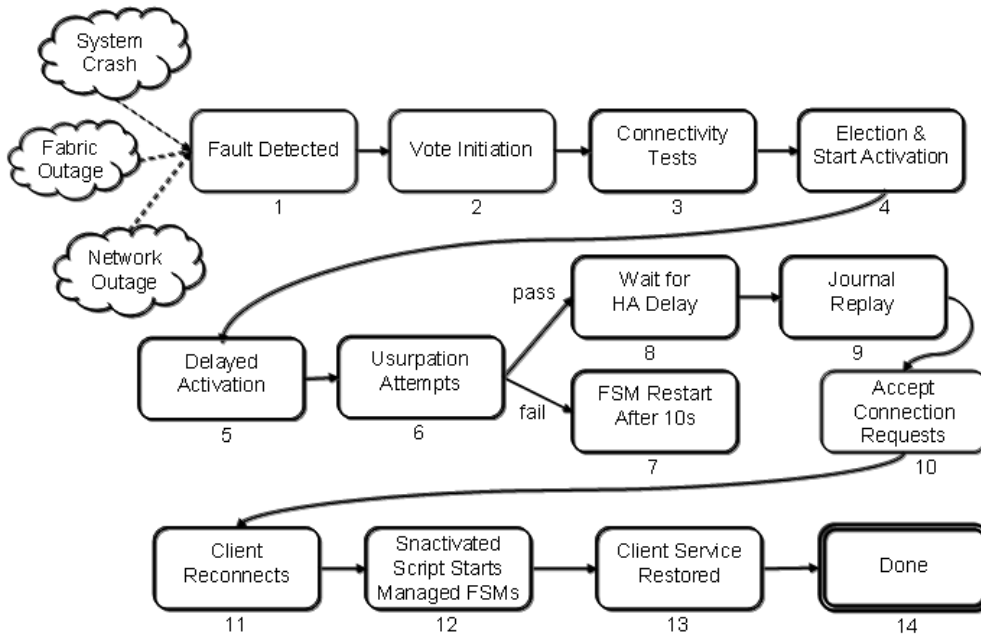 System
Crash
Fabric
Outage
Network
Outage
Fault Detected
1
Vote Initiation
2
Connectivity
Tests
3
Election &
Start Activation
4
Delayed
Activation
5
Usurpation
Attempts
6
pass
fail
Wait for
HA Delay
8
Journal
Replay
9
FSM Restart
After 10s
7
Accept
Connection
Requests
10
Client
Reconnects
11
Snactivated
Script Starts
Managed FSMs
12
Client Service
Restored
13
Done
14